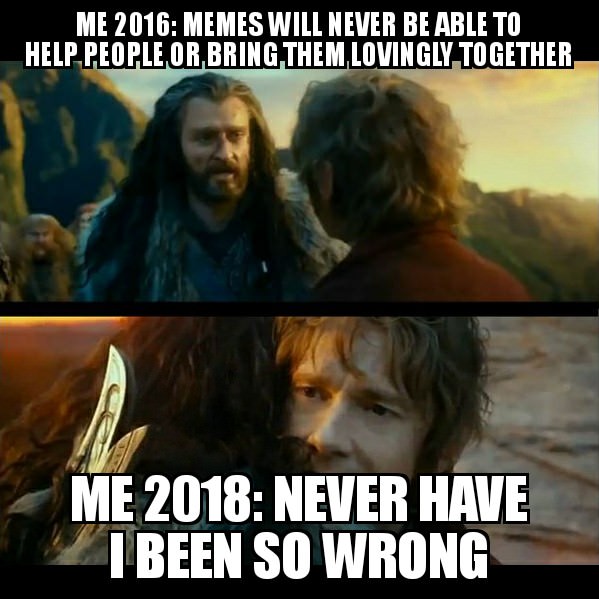 ME 2016: MEMES WILL NEVER BE ABLE TO
HELP PEOPLE OR BRING THEM LOVINGLY TOGETHER
ME 2018: NEVER HAVE
I BEEN SO WRONG